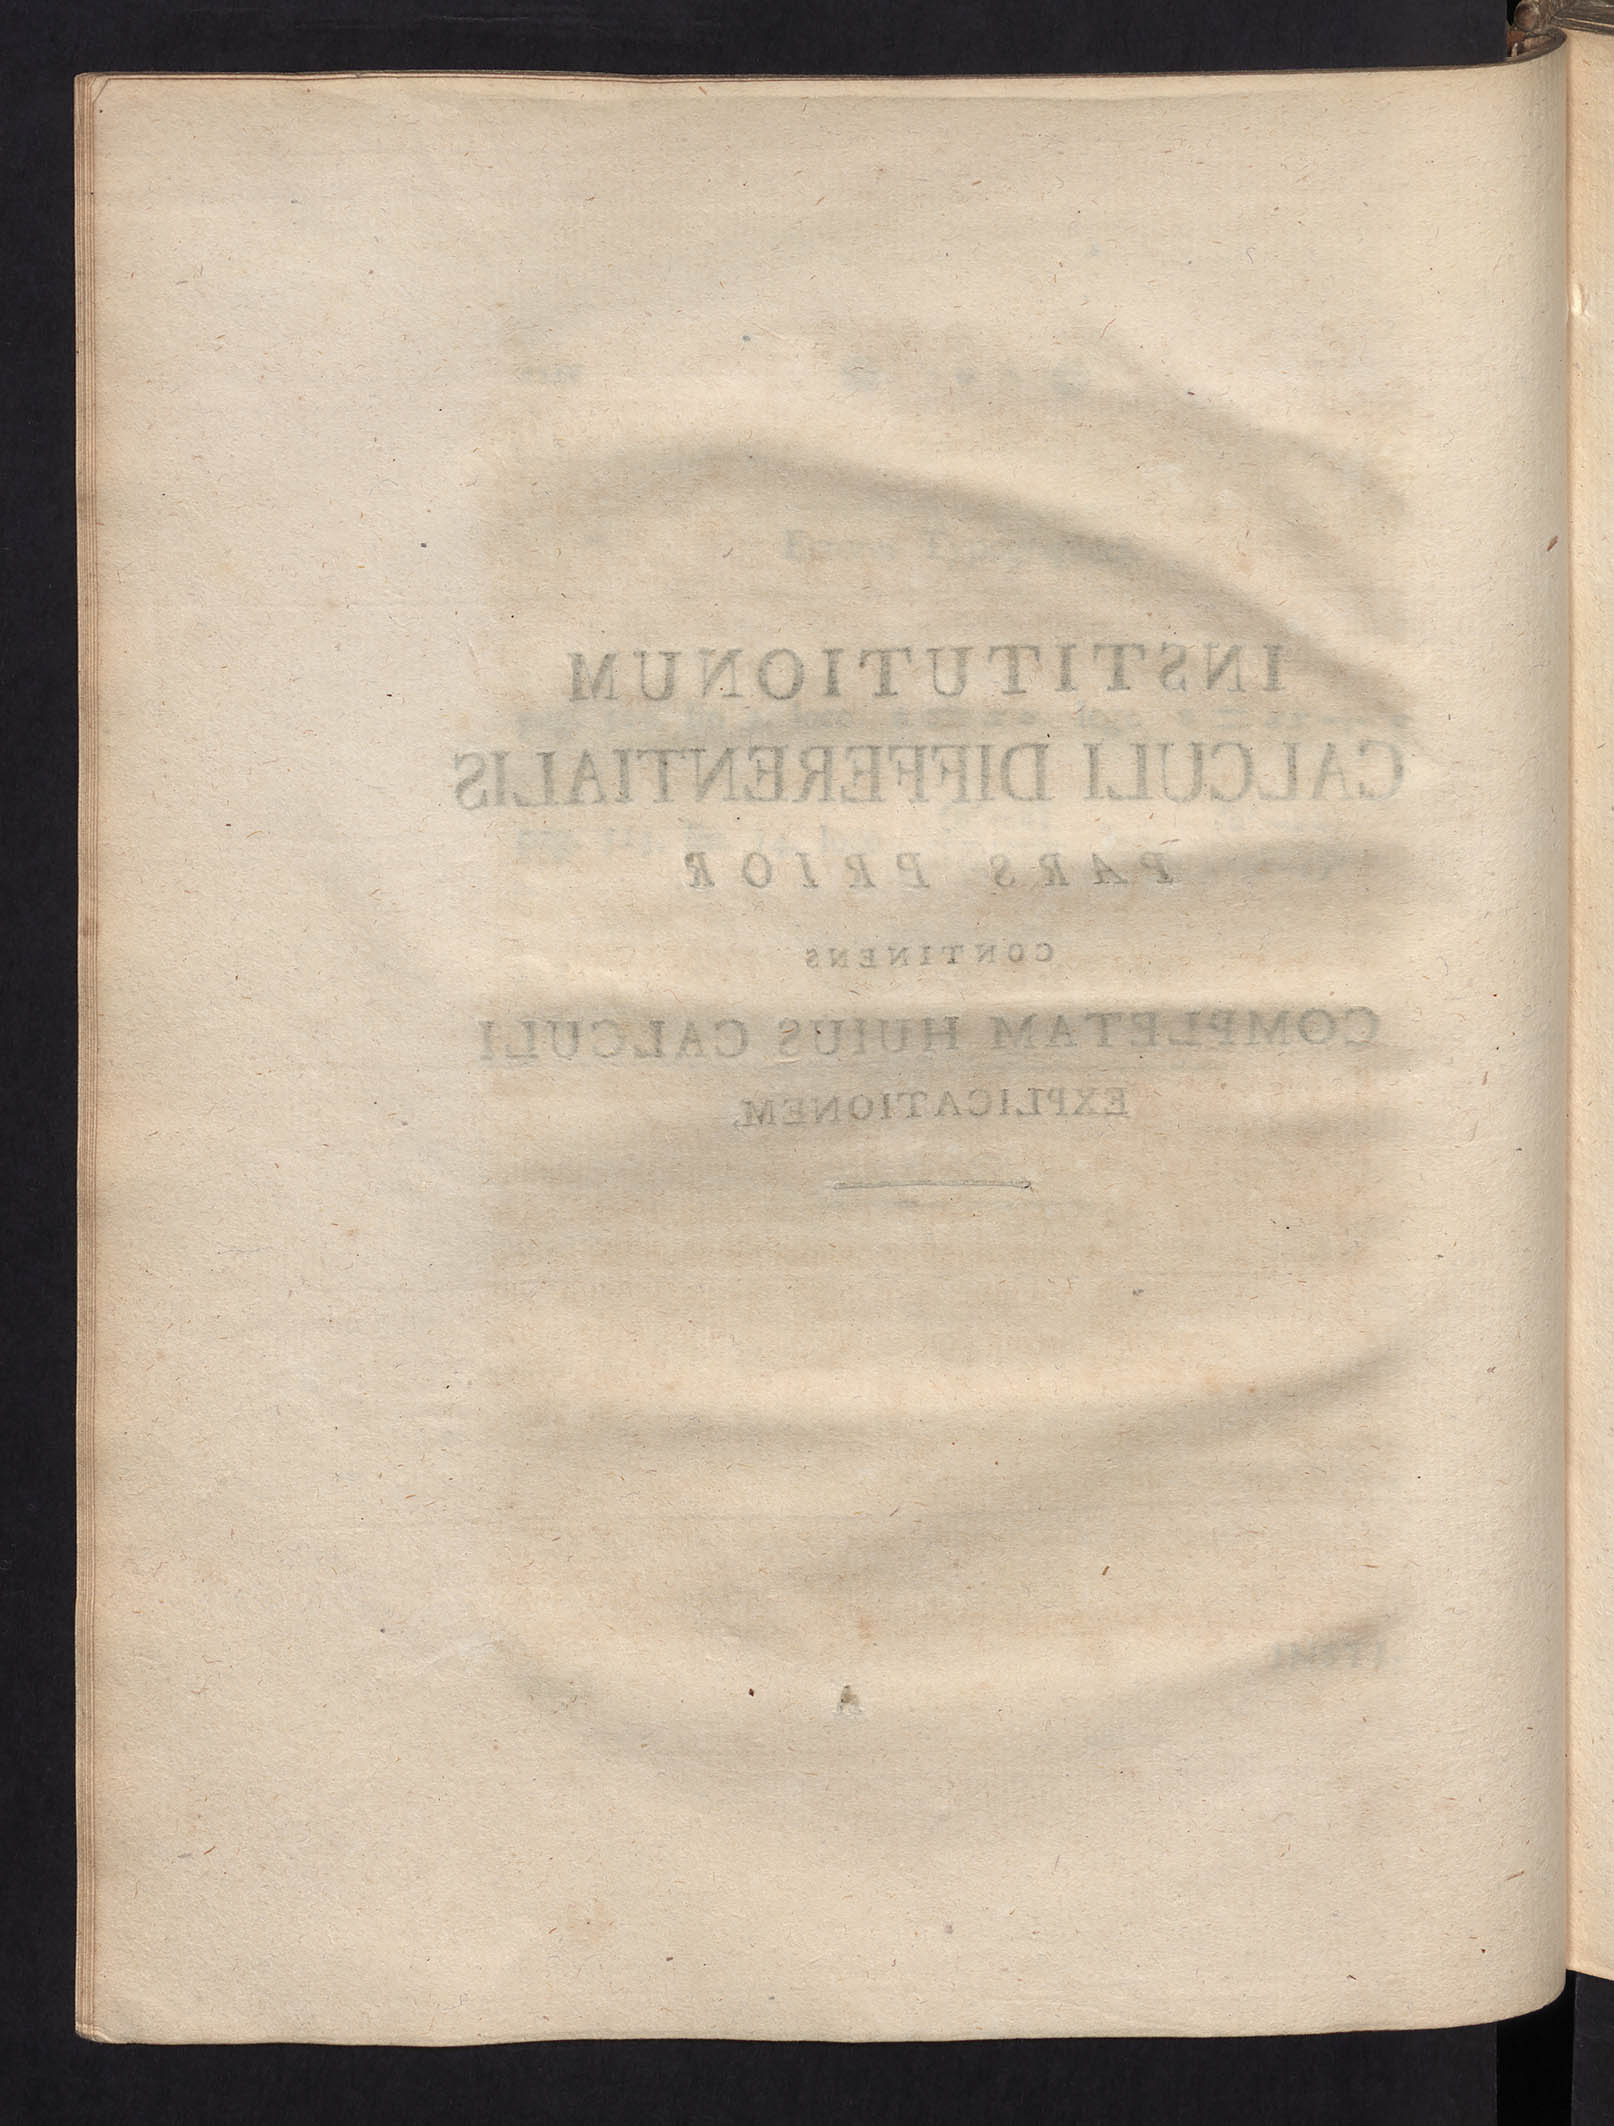 INSTITUTIONUM
CALCULI DIFFERENTIALIS
PARS PRIOR
CONTINENS
COMPLETAM HUIUS CALCULI
EXPLICATIONEM.
A